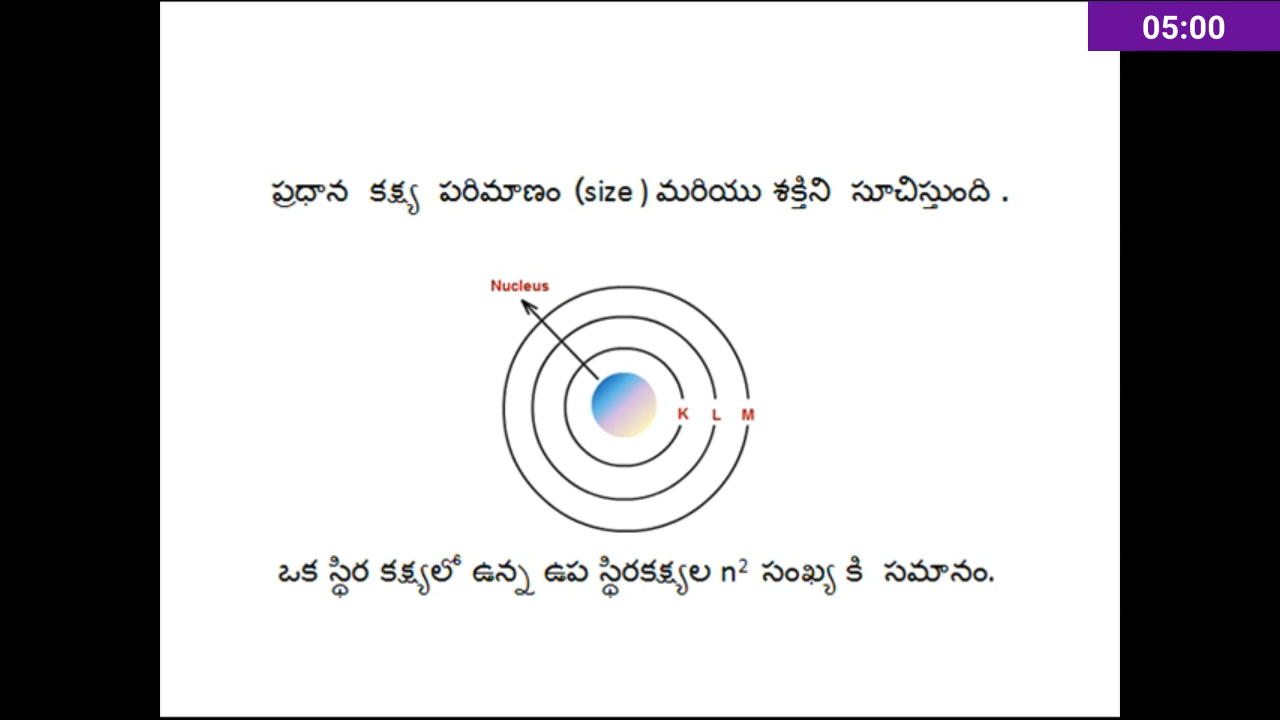 05:00
ప్రధాన కక్ష్య పరిమాణం (size ) మరియు శక్తిని సూచిస్తుంది .
Nucleus
K L M
ఒక స్థిర కక్ష్యలో ఉన్న ఉప స్థిరకక్ష్యల n² సంఖ్య కి సమానం.